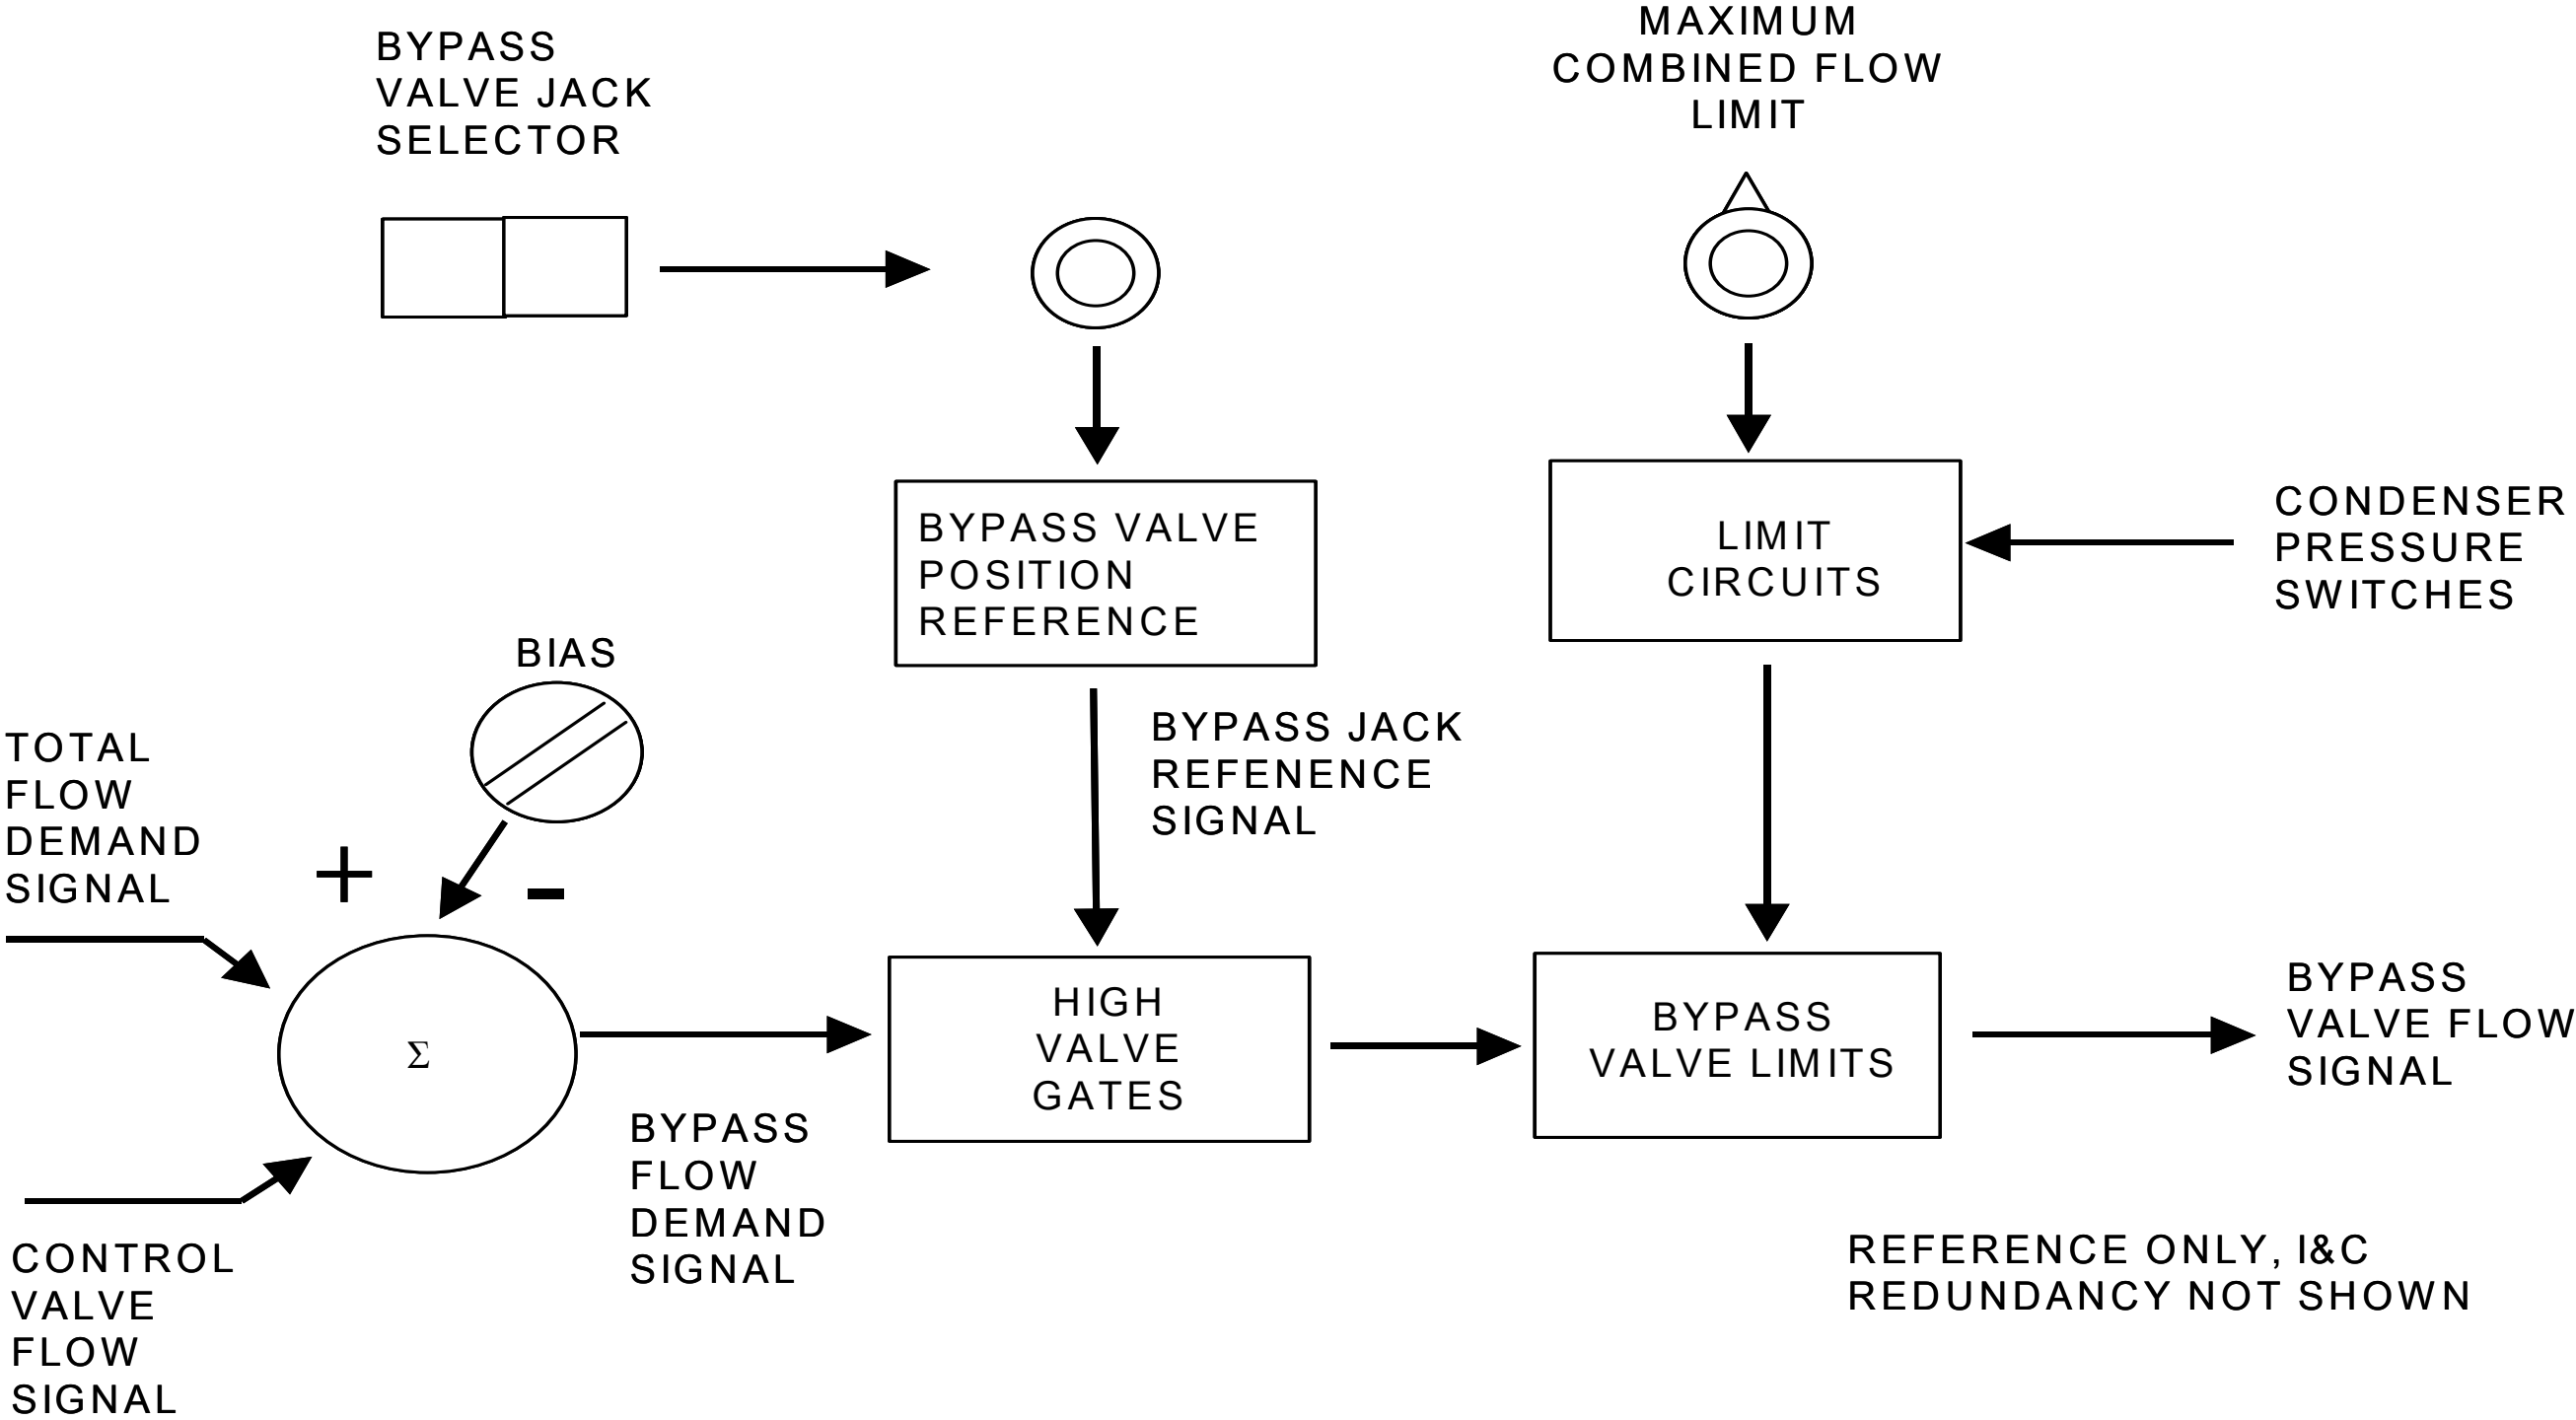 BYPASS
VALVE JACK
SELECTOR
MAXIMUM
COMBINED FLOW
LIMIT
BYPASS VALVE
POSITION
REFERENCE
LIMIT
CIRCUITS
CONDENSER
PRESSURE
SWITCHES
BIAS
TOTAL
FLOW
DEMAND
SIGNAL
+
-
BYPASS JACK
REFENENCE
SIGNAL
Σ
HIGH
VALVE
GATES
BYPASS
VALVE LIMITS
BYPASS
VALVE FLOW
SIGNAL
BYPASS
FLOW
DEMAND
SIGNAL
CONTROL
VALVE
FLOW
SIGNAL
REFERENCE ONLY, I&C
REDUNDANCY NOT SHOWN